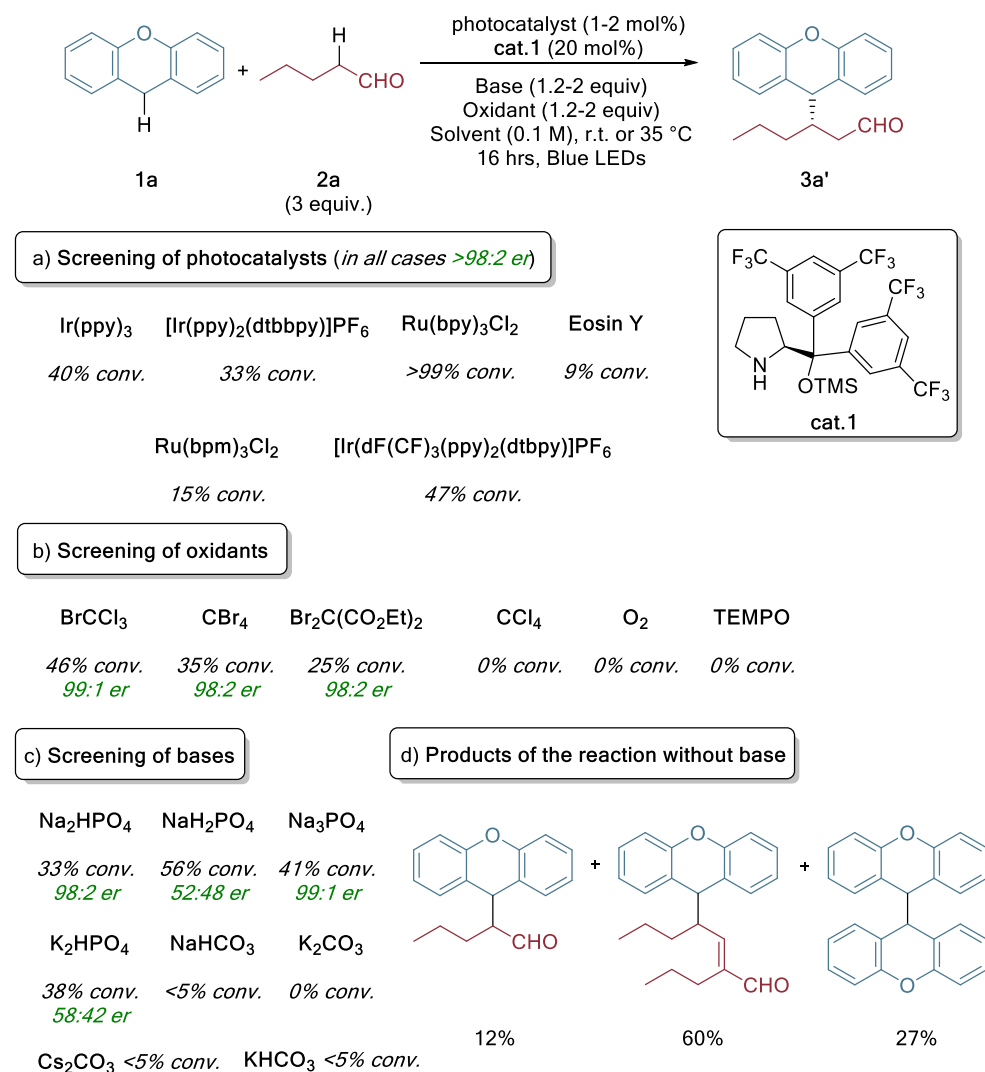 photocatalyst (1-2 mol%)
cat.1 (20 mol%)
Base (1.2-2 equiv)
Oxidant (1.2-2 equiv)
Solvent (0.1 M), r.t. or 35 °C
16 hrs, Blue LEDs
O
H
+
H
CHO
O
CHO
1a
2a
(3 equiv.)
3a'
a) Screening of photocatalysts (in all cases >98:2 er)
Ir(ppy)3 [Ir(ppy)2(dtbbpy)]PF6 Ru(bpy)3Cl2 Eosin Y
40% conv. 33% conv. >99% conv. 9% conv.
Ru(bpm)3Cl2 [Ir(dF(CF)3(ppy)2(dtbpy)]PF6
15% conv. 47% conv.
F3C
CF3
CF3
N
H
OTMS
CF3
cat.1
b) Screening of oxidants
BrCCl3 CBr4 Br2C(CO2Et)2 CCl4 O2 TEMPO
46% conv. 35% conv. 25% conv. 0% conv. 0% conv. 0% conv.
99:1 er 98:2 er 98:2 er
c) Screening of bases
Na2HPO4 NaH2PO4 Na3PO4
33% conv. 56% conv. 41% conv.
98:2 er 52:48 er 99:1 er
K2HPO4 NaHCO3 K2CO3
38% conv. <5% conv. 0% conv.
58:42 er
Cs2CO3 <5% conv. KHCO3 <5% conv.
d) Products of the reaction without base
O
CHO
+
O
CHO
+
O
O
12% 60% 27%